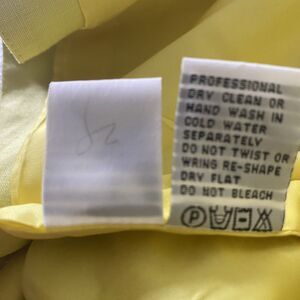 PROFESSIONAL
DRY CLEAN OR
HAND WASH IN
COLD WATER
SEPARATELY
DO NOT TWIST OR
WRING RE-SHAPE
DRY FLAT
DO NOT BLEACH